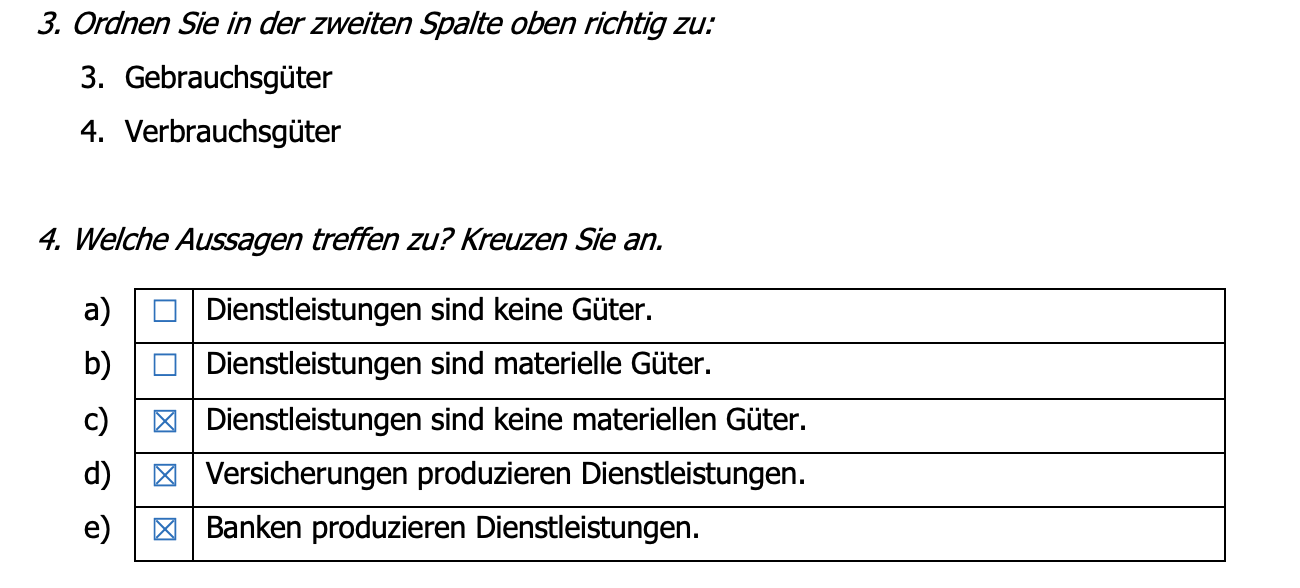 3. Ordnen Sie in der zweiten Spalte oben richtig zu:
3. Gebrauchsgüter
4. Verbrauchsgüter
4. Welche Aussagen treffen zu? Kreuzen Sie an.
a) ☐ Dienstleistungen sind keine Güter.
b) ☐ Dienstleistungen sind materielle Güter.
c) ☒ Dienstleistungen sind keine materiellen Güter.
d) ☒ Versicherungen produzieren Dienstleistungen.
e) ☒ Banken produzieren Dienstleistungen.